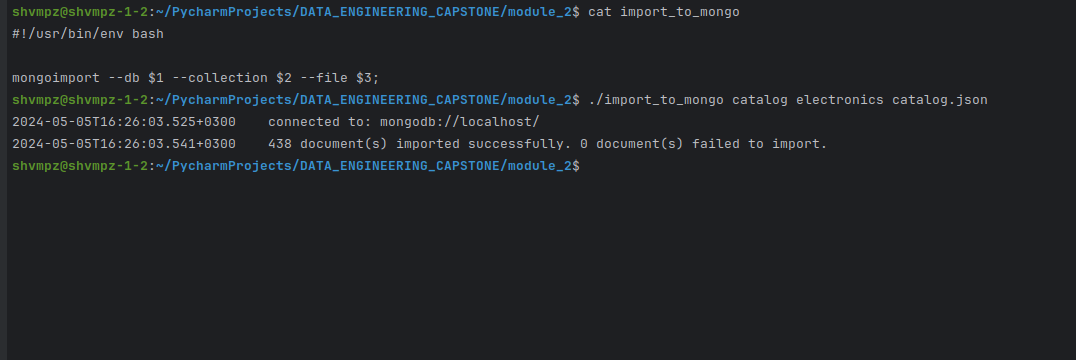 shvmpz@shvmpz-1-2:~/PycharmProjects/DATA_ENGINEERING_CAPSTONE/module_2$ cat import_to_mongo
#!/usr/bin/env bash
mongoimport --db $1 --collection $2 --file $3;
shvmpz@shvmpz-1-2:~/PycharmProjects/DATA_ENGINEERING_CAPSTONE/module_2$ ./import_to_mongo catalog electronics catalog.json
2024-05-05T16:26:03.525+0300    connected to: mongodb://localhost/
2024-05-05T16:26:03.541+0300    438 document(s) imported successfully. 0 document(s) failed to import.
shvmpz@shvmpz-1-2:~/PycharmProjects/DATA_ENGINEERING_CAPSTONE/module_2$